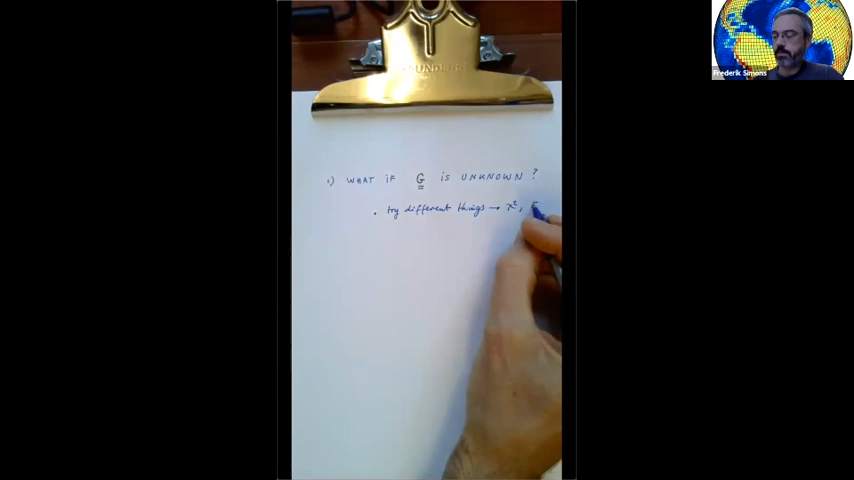 Frederik Simons
1) WHAT IF G IS UNKNOWN ?
. try different things → χ²,